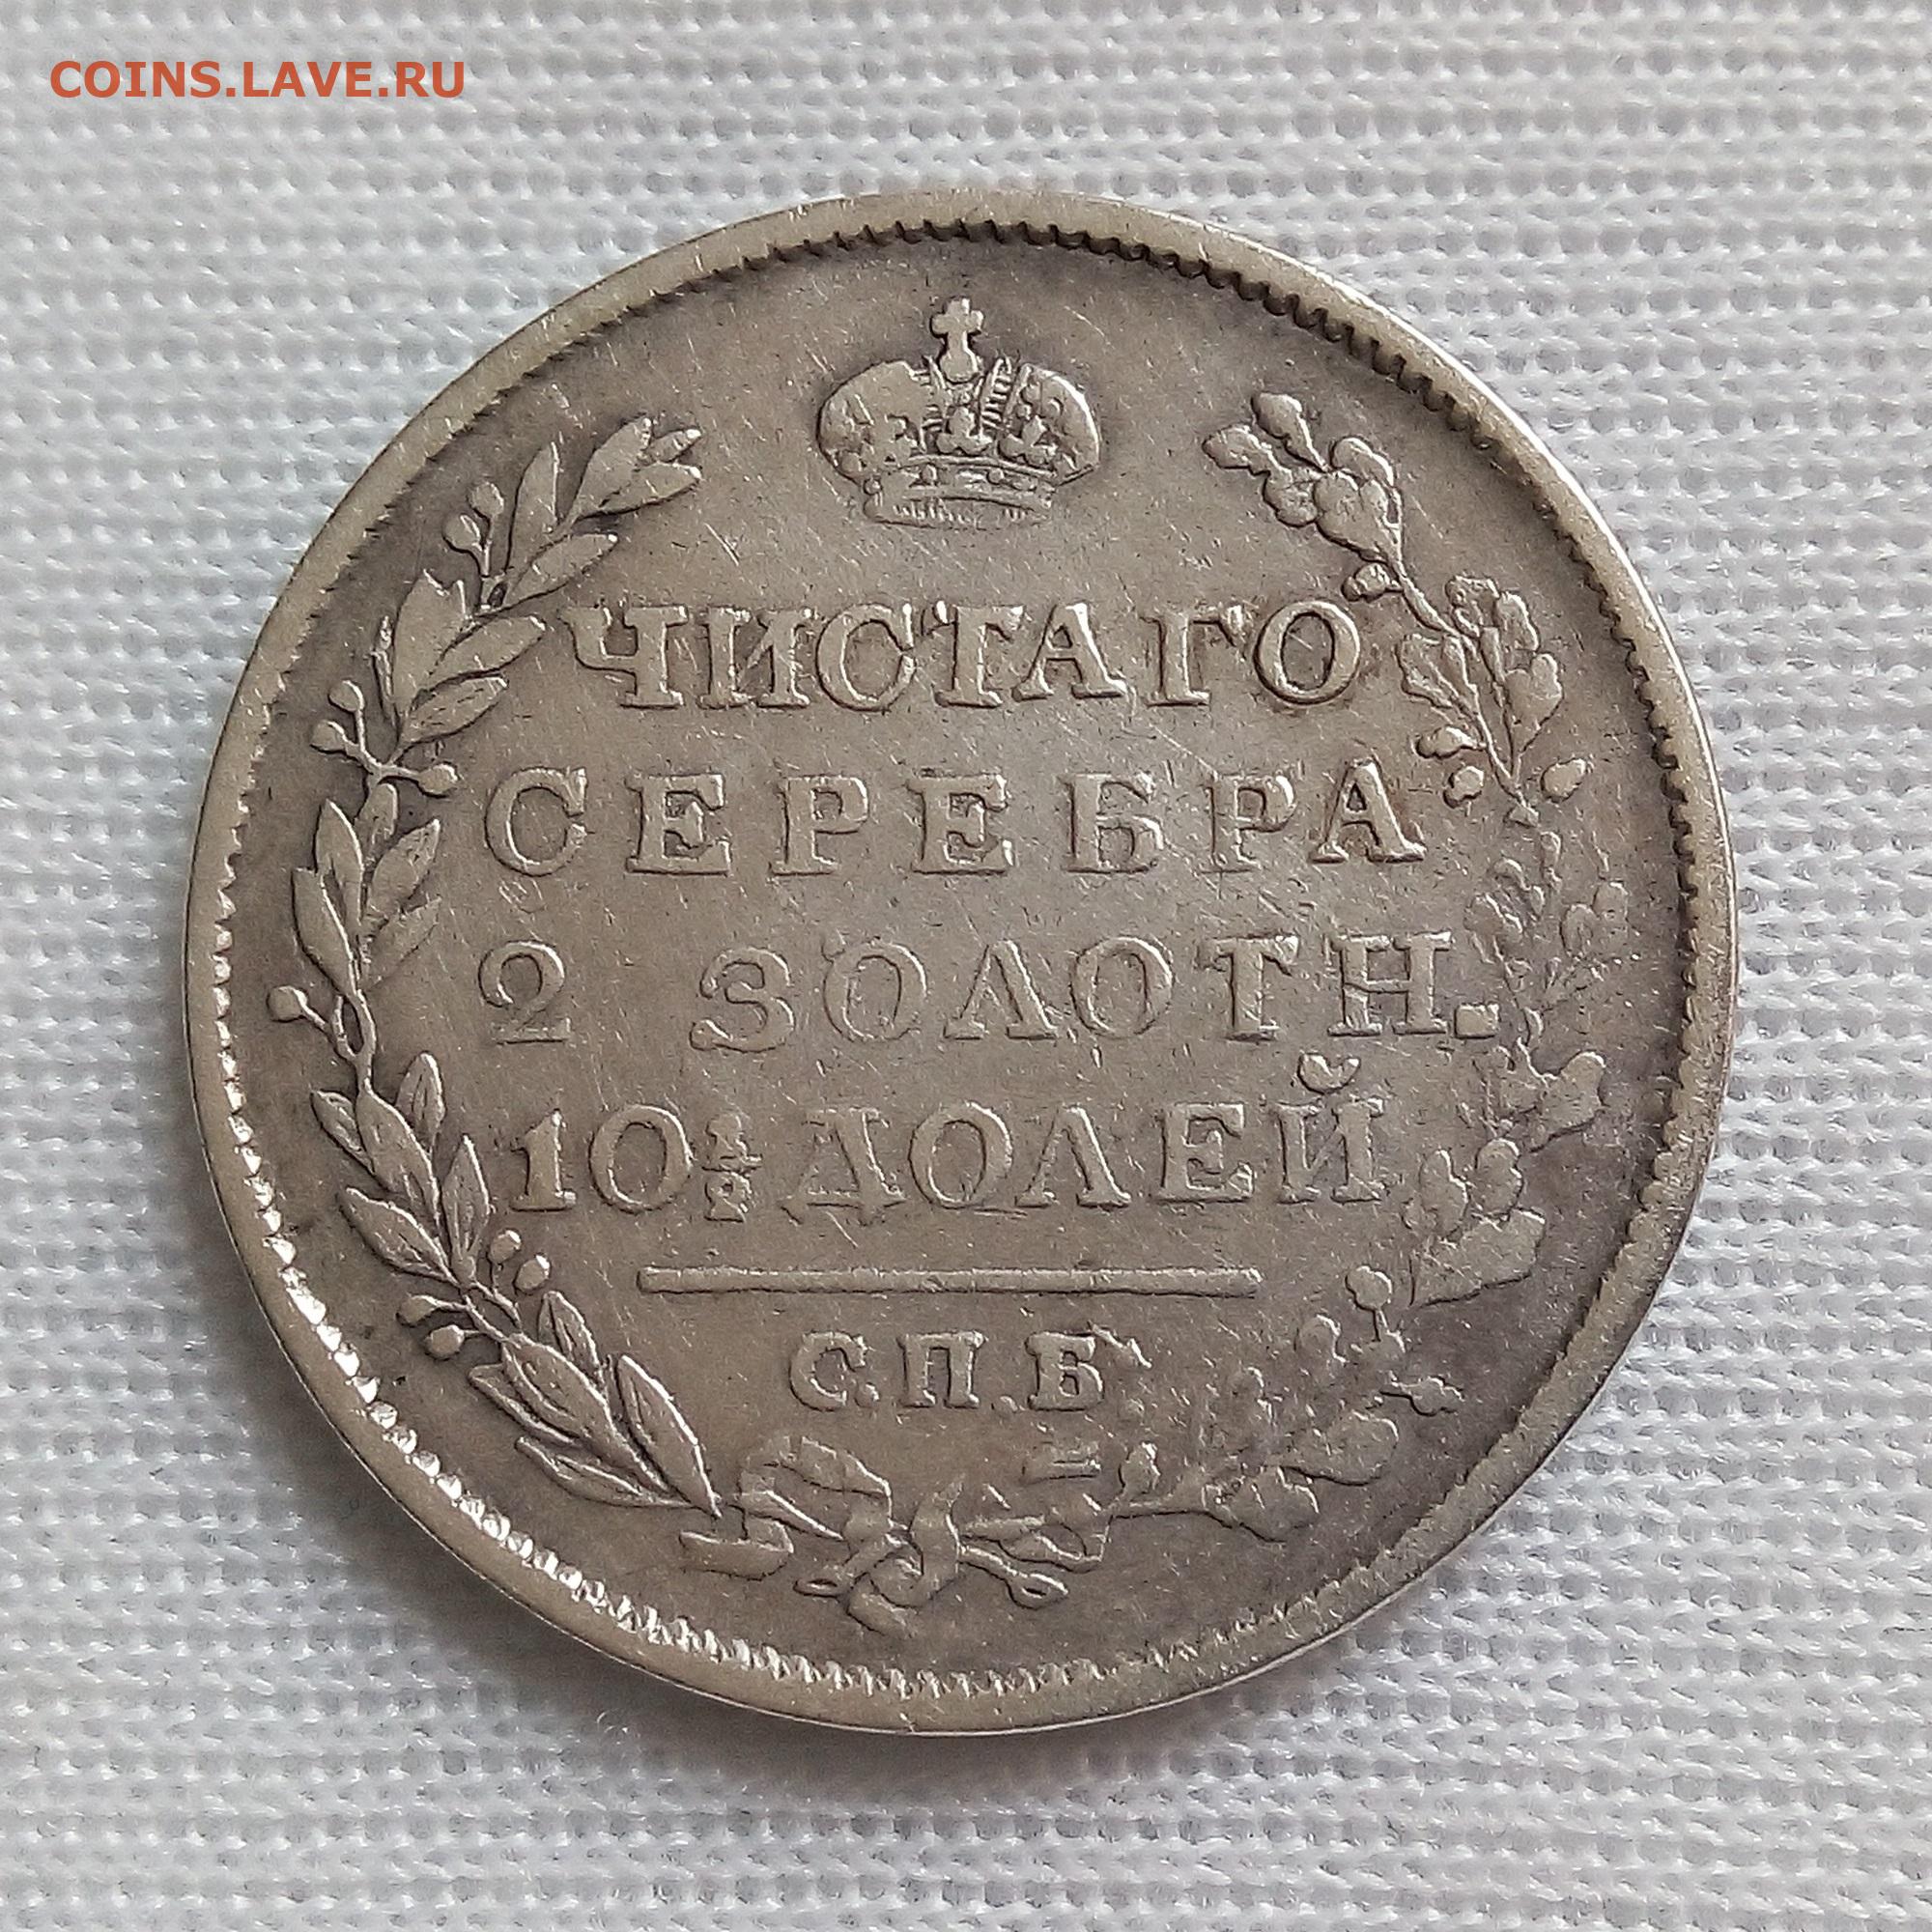 COINS.LAVE.RU
ЧИСТАГО
СЕРЕБРА
2 ЗОЛОТН.
10½ ДОЛЕЙ
С.П.Б